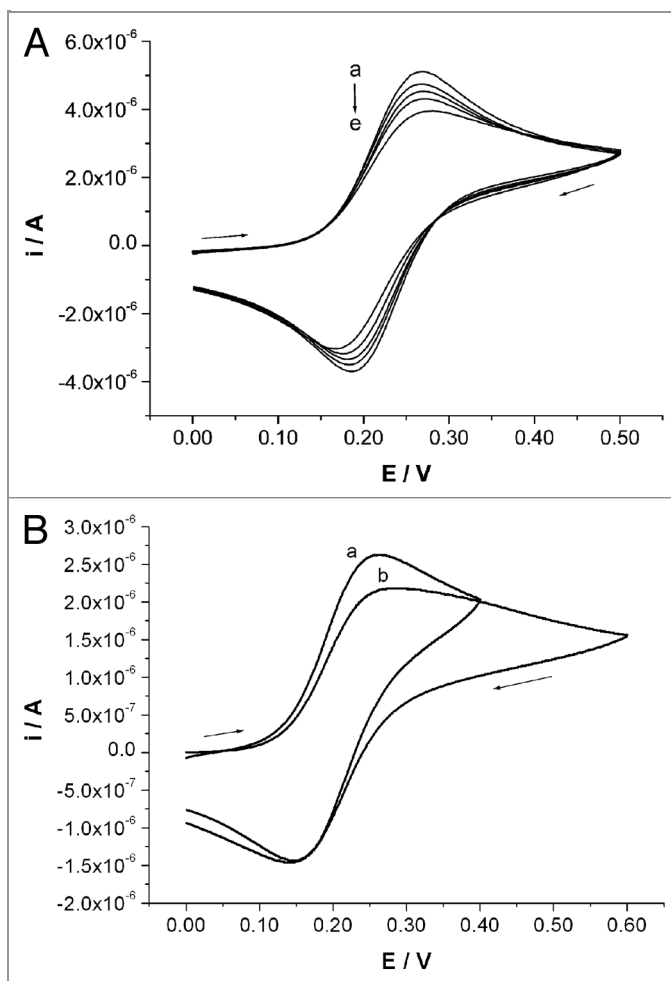 A
6.0x10-6
4.0x10-6
2.0x10-6
0.0
-2.0x10-6
-4.0x10-6
i / A
a
e
0.00 0.10 0.20 0.30 0.40 0.50
E / V
B
3.0x10-6
2.5x10-6
2.0x10-6
1.5x10-6
1.0x10-6
5.0x10-7
0.0
-5.0x10-7
-1.0x10-6
-1.5x10-6
-2.0x10-6
i / A
a
b
0.00 0.10 0.20 0.30 0.40 0.50 0.60
E / V